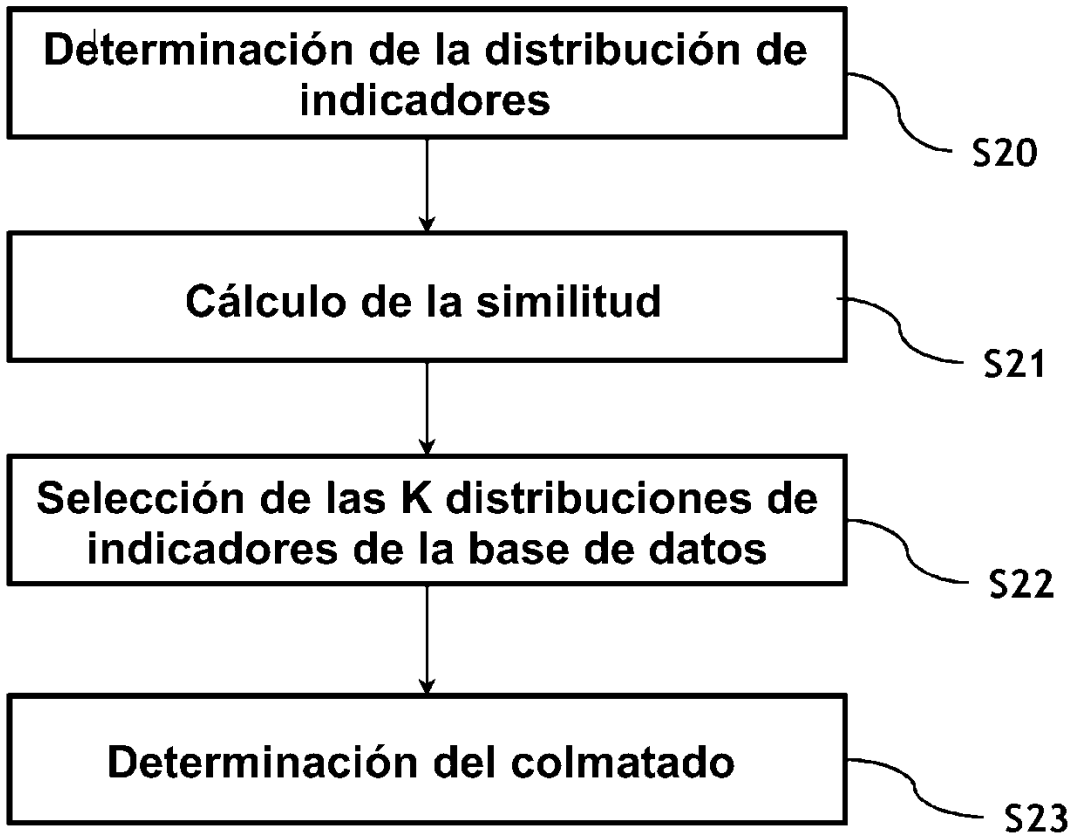 Determinación de la distribución de
indicadores
S20
Cálculo de la similitud
S21
Selección de las K distribuciones de
indicadores de la base de datos
S22
Determinación del colmatado
S23